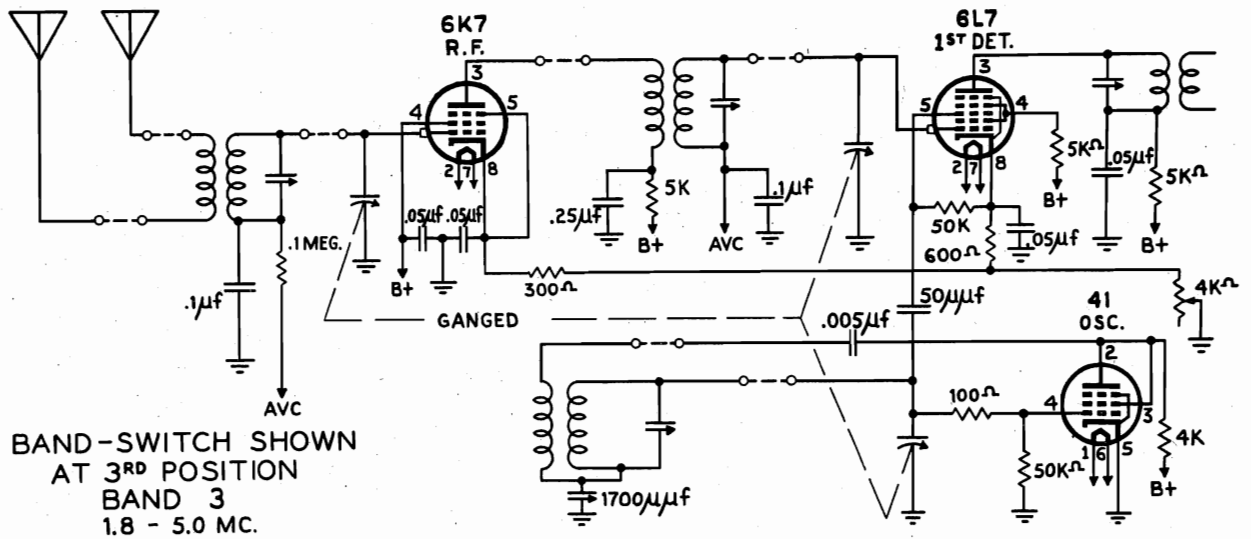 6K7
R.F.
3
4
5
2
7
8
6L7
1ST DET.
3
5
4
2
7
8
5KΩ
B+
.05µf
5KΩ
B+
.05µf
.05µf
B+
.1 MEG.
.1µf
AVC
.25µf
5K
B+
AVC
.1µf
50K
600Ω
.05µf
300Ω
4KΩ
GANGED
50µµf
.005µf
41
OSC.
2
4
3
1
6
5
100Ω
50KΩ
4K
B+
1700µµf
BAND-SWITCH SHOWN
AT 3RD POSITION
BAND 3
1.8 - 5.0 MC.